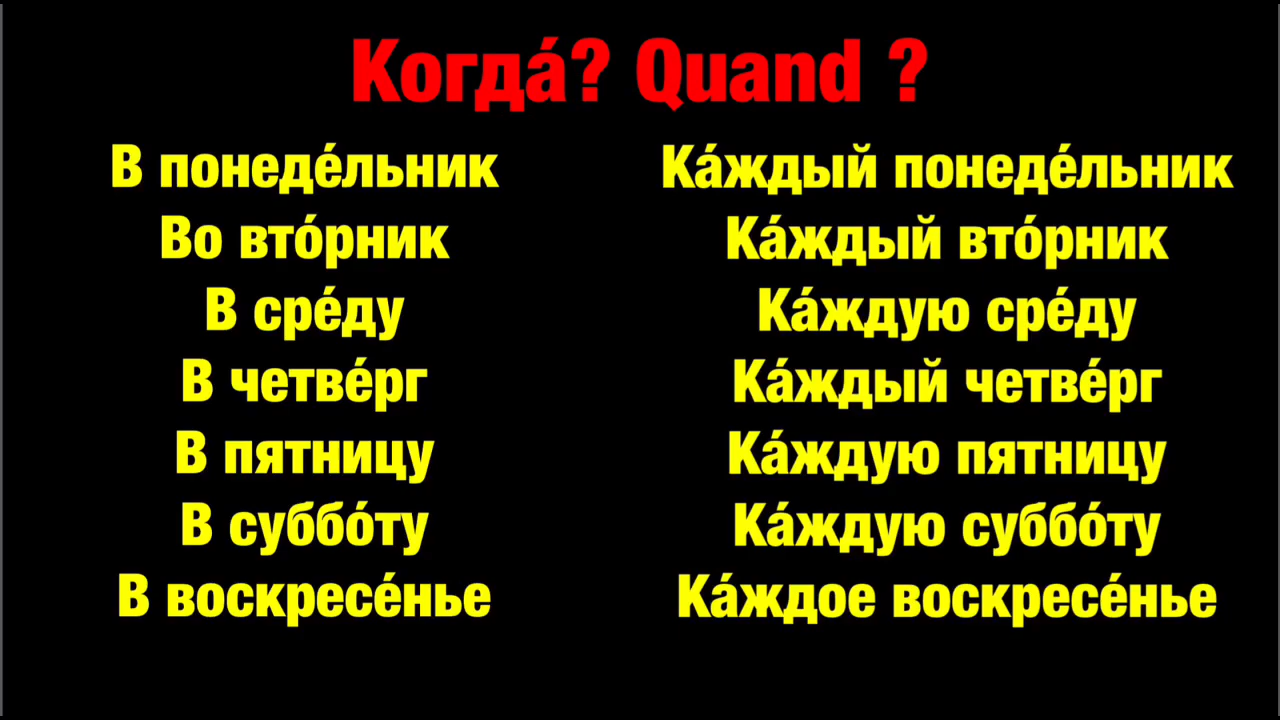 Когда́? Quand ?
В понеде́льник
Во вто́рник
В сре́ду
В четве́рг
В пятницу
В суббо́ту
В воскресе́нье
Ка́ждый понеде́льник
Ка́ждый вто́рник
Ка́ждую сре́ду
Ка́ждый четве́рг
Ка́ждую пятницу
Ка́ждую суббо́ту
Ка́ждое воскресе́нье